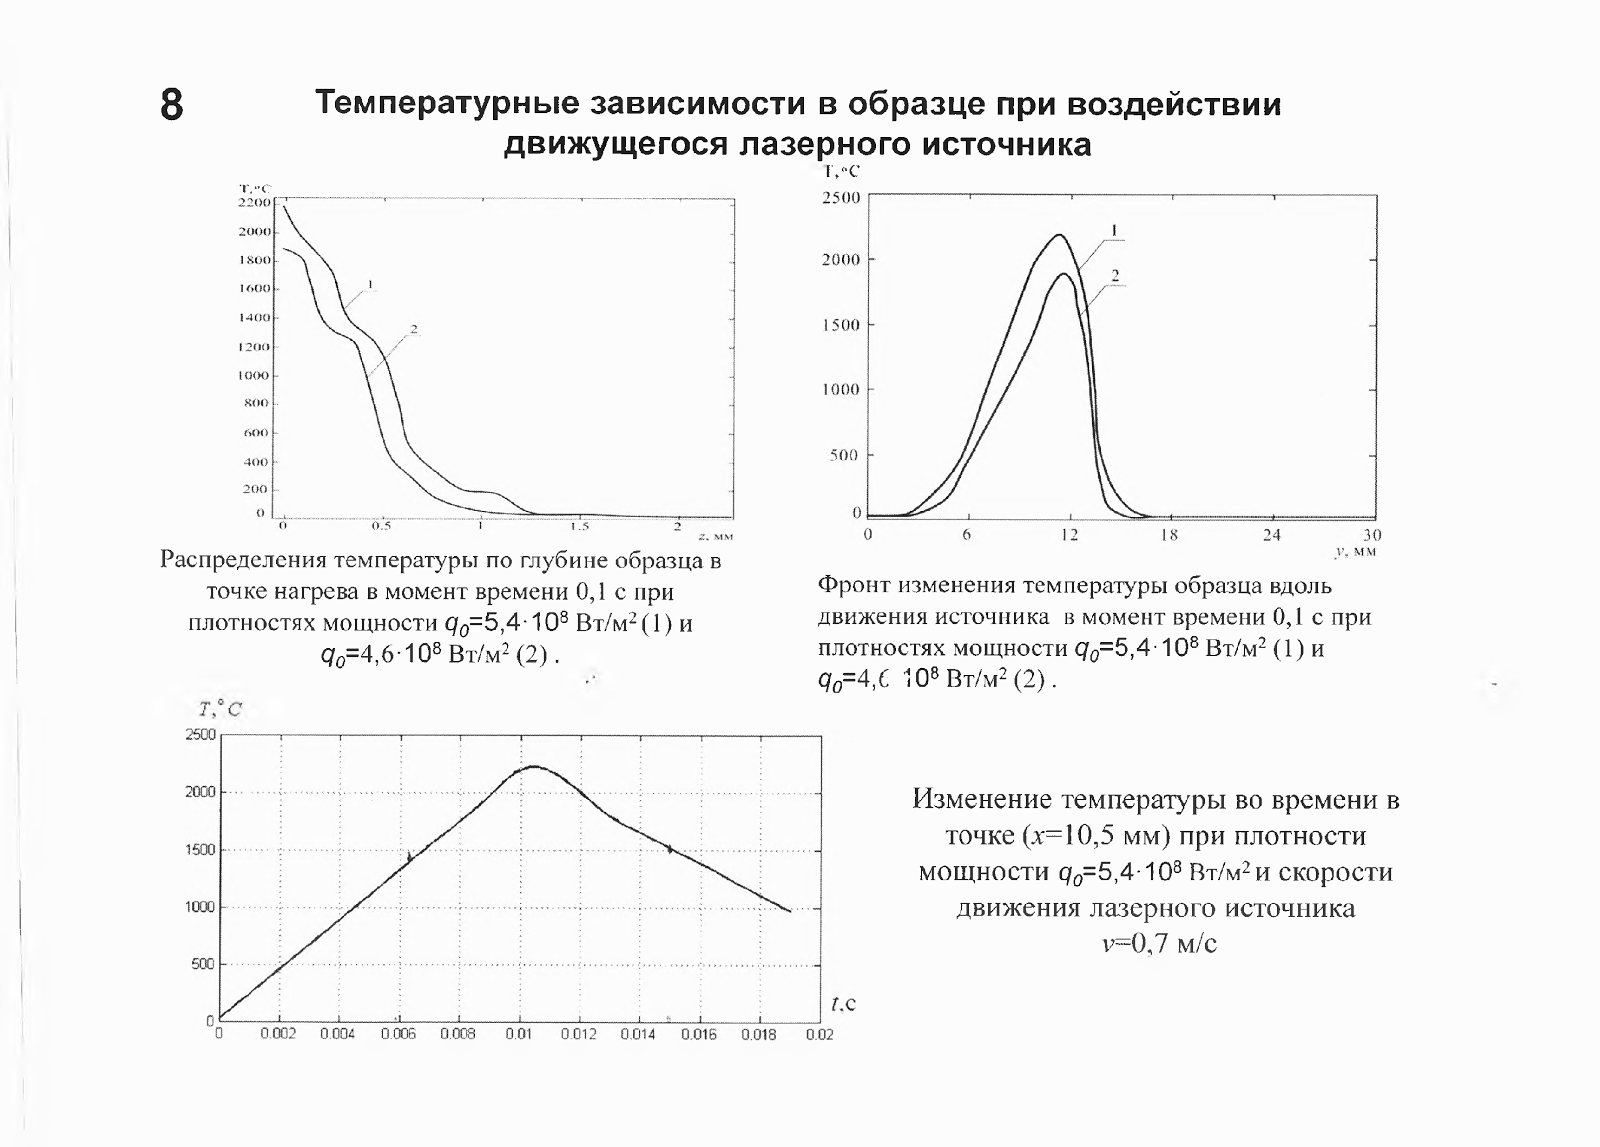 8
Температурные зависимости в образце при воздействии
движущегося лазерного источника
T,°C
2200
2000
1800
1600
1400
1200
1000
800
600
400
200
0
0 0.5 1 1.5 2
z, мм
1
2
Распределения температуры по глубине образца в
точке нагрева в момент времени 0,1 с при
плотностях мощности q₀=5,4·10⁸ Вт/м² (1) и
q₀=4,6·10⁸ Вт/м² (2) .
T,°C
2500
2000
1500
1000
500
0
0 6 12 18 24 30
y, мм
1
2
Фронт изменения температуры образца вдоль
движения источника в момент времени 0,1 с при
плотностях мощности q₀=5,4·10⁸ Вт/м² (1) и
q₀=4,6 10⁸ Вт/м² (2) .
T,°C
2500
2000
1500
1000
500
0
0 0.002 0.004 0.006 0.008 0.01 0.012 0.014 0.016 0.018 0.02
t,c
Изменение температуры во времени в
точке (x=10,5 мм) при плотности
мощности q₀=5,4·10⁸ Вт/м² и скорости
движения лазерного источника
v=0,7 м/с